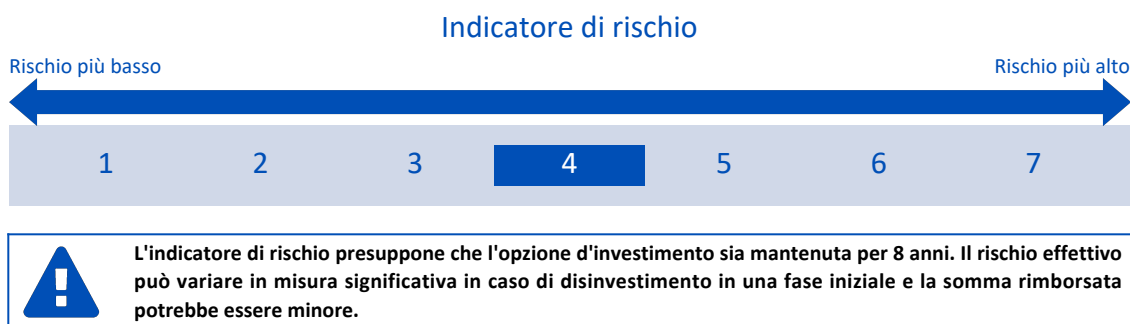 Indicatore di rischio
Rischio più basso
Rischio più alto
1 2 3 4 5 6 7
L'indicatore di rischio presuppone che l'opzione d'investimento sia mantenuta per 8 anni. Il rischio effettivo
può variare in misura significativa in caso di disinvestimento in una fase iniziale e la somma rimborsata
potrebbe essere minore.